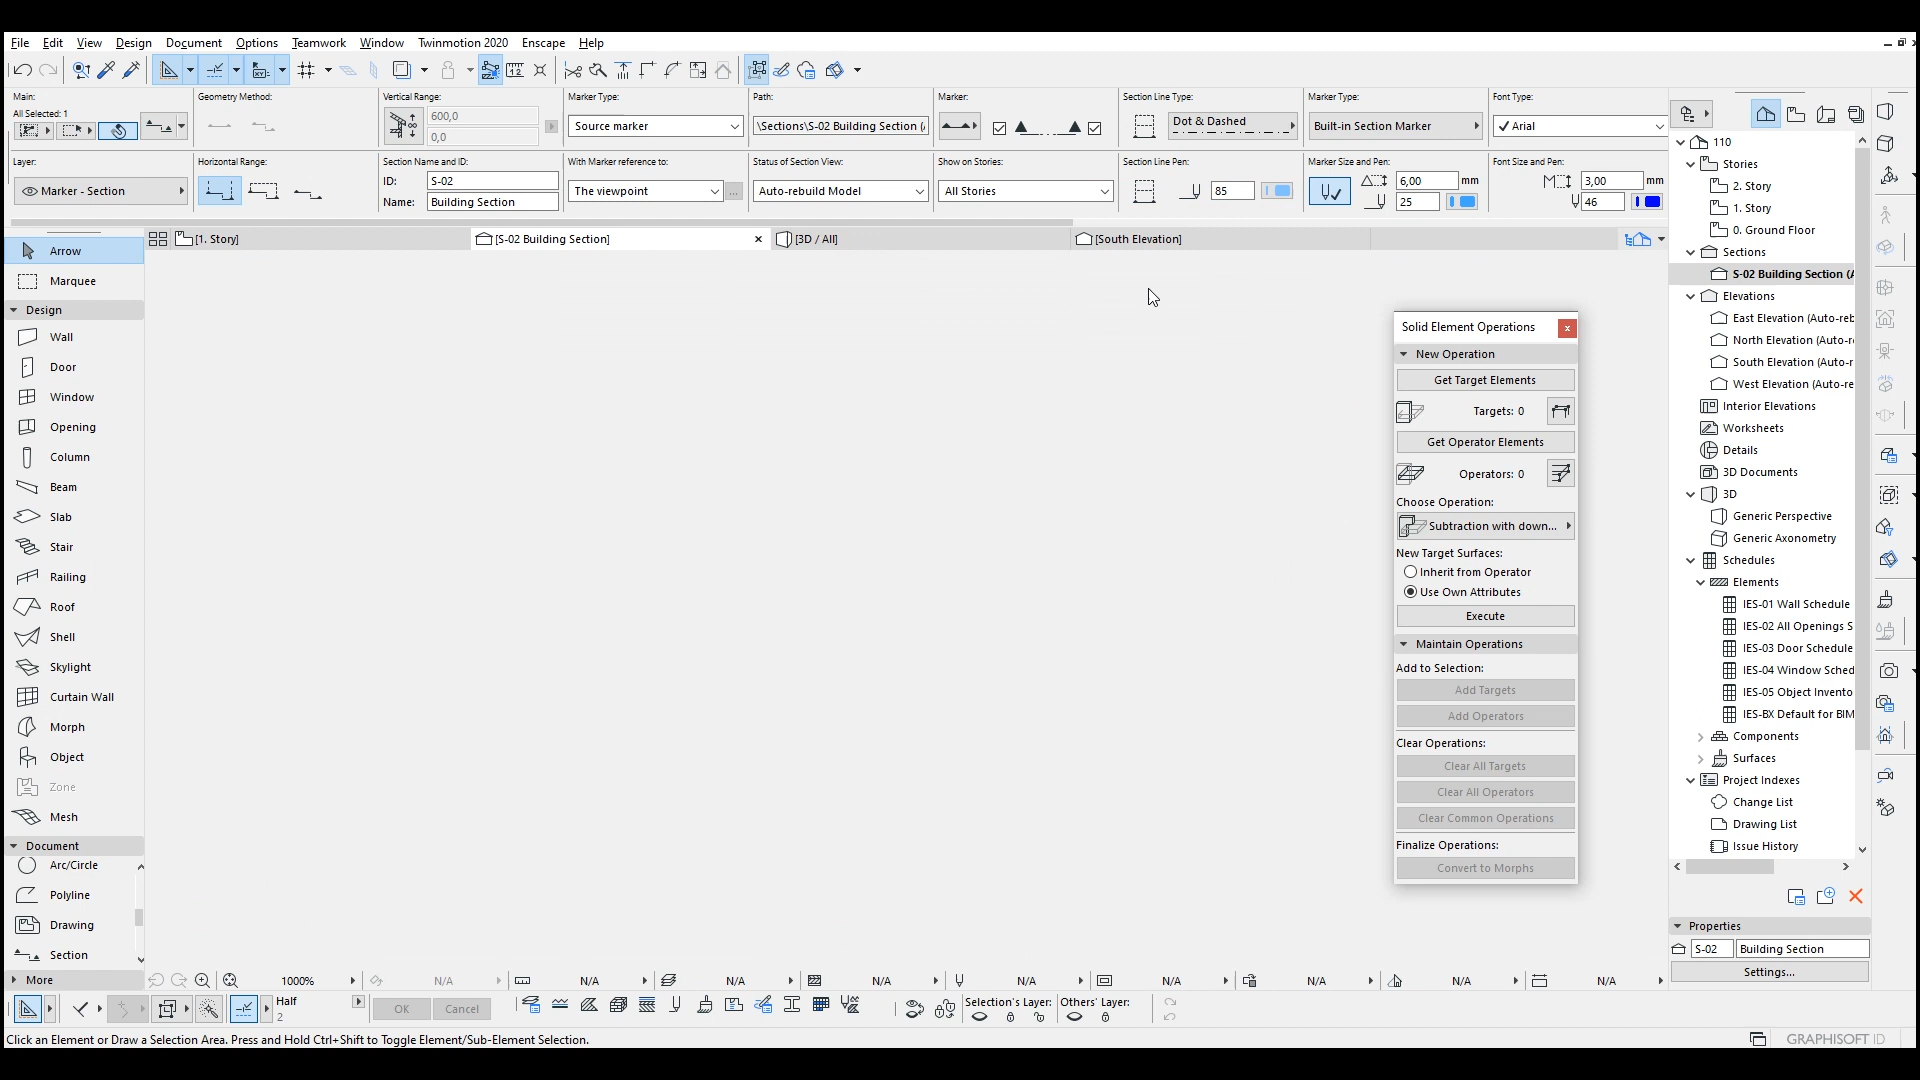 File Edit View Design Document Options Teamwork Window Twinmotion 2020 Enscape Help
Main:
All Selected: 1
Geometry Method:
Vertical Range:
600,0
0,0
Marker Type:
Source marker
Path:
\Sections\S-02 Building Section (/
Marker:
Section Line Type:
Dot & Dashed
Marker Type:
Built-in Section Marker
Font Type:
Arial
Layer:
Marker - Section
Horizontal Range:
Section Name and ID:
ID: S-02
Name: Building Section
With Marker reference to:
The viewpoint
...
Status of Section View:
Auto-rebuild Model
Show on Stories:
All Stories
Section Line Pen:
85
Marker Size and Pen:
6,00 mm
25
Font Size and Pen:
3,00 mm
46
[1. Story]
[S-02 Building Section]
[3D / All]
[South Elevation]
Arrow
Marquee
Design
Wall
Door
Window
Opening
Column
Beam
Slab
Stair
Railing
Roof
Shell
Skylight
Curtain Wall
Morph
Object
Zone
Mesh
Document
Arc/Circle
Polyline
Drawing
Section
More
Solid Element Operations
New Operation
Get Target Elements
Targets: 0
Get Operator Elements
Operators: 0
Choose Operation:
Subtraction with down...
New Target Surfaces:
Inherit from Operator
Use Own Attributes
Execute
Maintain Operations
Add to Selection:
Add Targets
Add Operators
Clear Operations:
Clear All Targets
Clear All Operators
Clear Common Operations
Finalize Operations:
Convert to Morphs
110
Stories
2. Story
1. Story
0. Ground Floor
Sections
S-02 Building Section (A
Elevations
East Elevation (Auto-reb
North Elevation (Auto-r
South Elevation (Auto-r
West Elevation (Auto-re
Interior Elevations
Worksheets
Details
3D Documents
3D
Generic Perspective
Generic Axonometry
Schedules
Elements
IES-01 Wall Schedule
IES-02 All Openings S
IES-03 Door Schedule
IES-04 Window Sched
IES-05 Object Invento
IES-BX Default for BIM
Components
Surfaces
Project Indexes
Change List
Drawing List
Issue History
Properties
S-02 Building Section
Settings...
1000% N/A N/A N/A N/A N/A N/A N/A N/A N/A
Half
2
OK Cancel
Selection's Layer: Others' Layer:
Click an Element or Draw a Selection Area. Press and Hold Ctrl+Shift to Toggle Element/Sub-Element Selection.
GRAPHISOFT ID